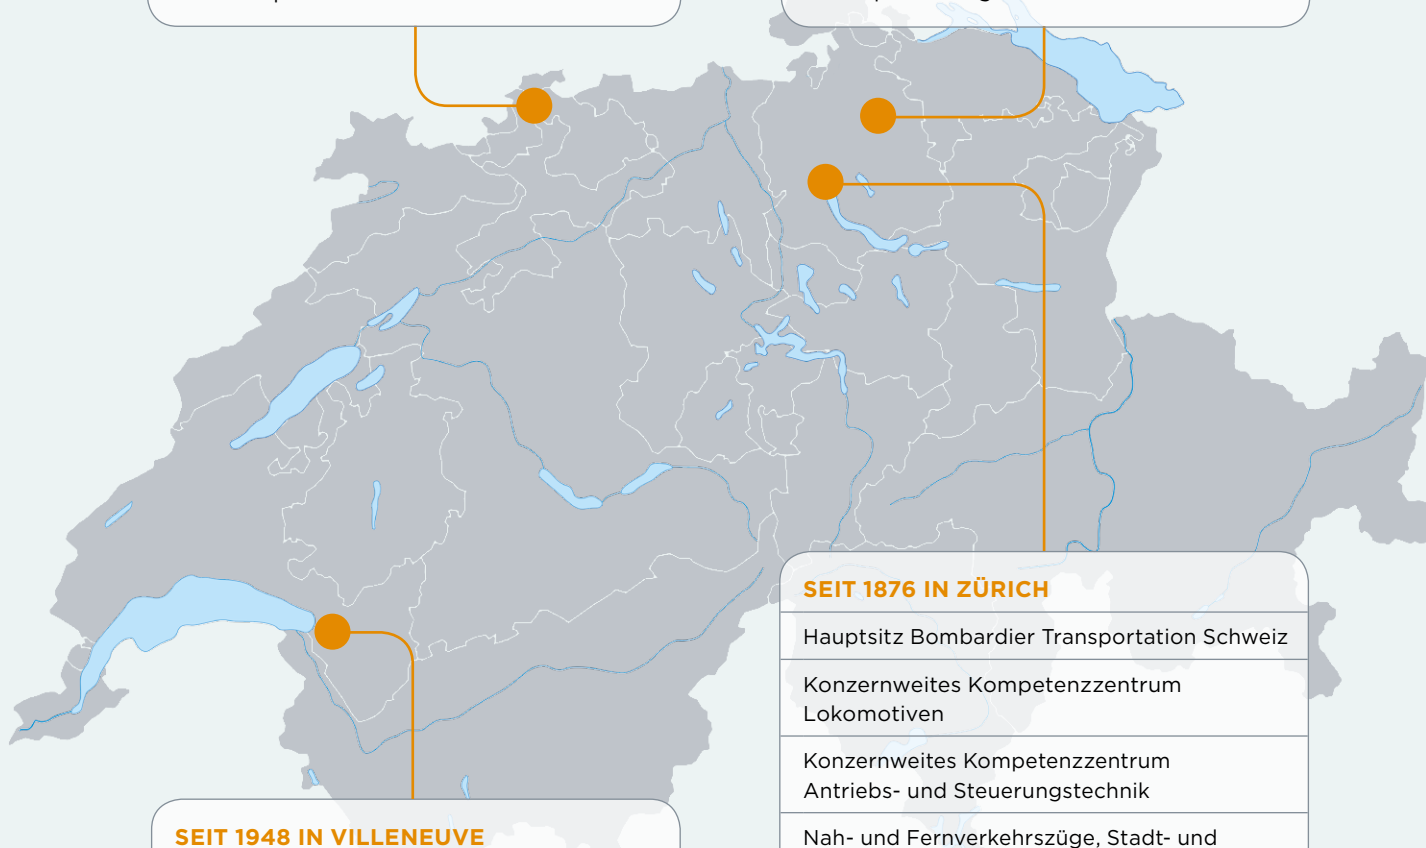 SEIT 1876 IN ZÜRICH
Hauptsitz Bombardier Transportation Schweiz
Konzernweites Kompetenzzentrum
Lokomotiven
Konzernweites Kompetenzzentrum
Antriebs- und Steuerungstechnik
Nah- und Fernverkehrszüge, Stadt- und
SEIT 1948 IN VILLENEUVE